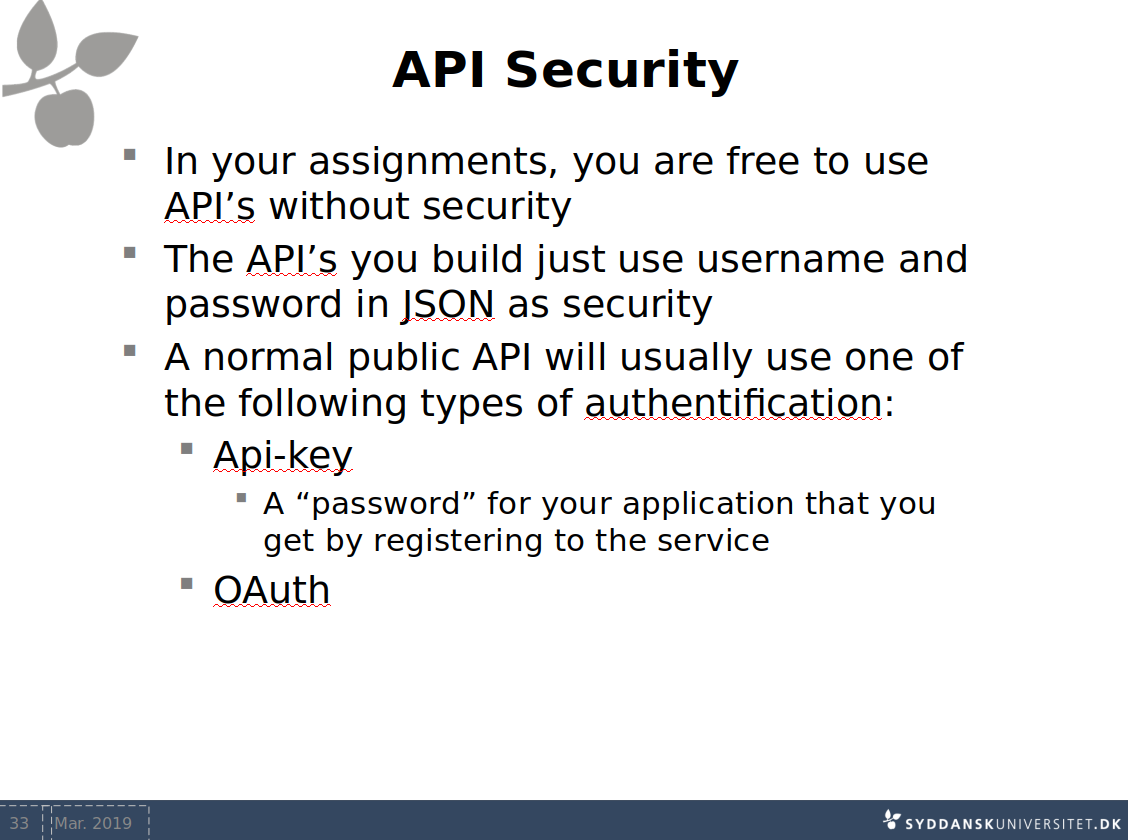 API Security
In your assignments, you are free to use
API’s without security
The API’s you build just use username and
password in JSON as security
A normal public API will usually use one of
the following types of authentification:
Api-key
A “password” for your application that you
get by registering to the service
OAuth
33 Mar. 2019 SYDDANSKUNIVERSITET.DK